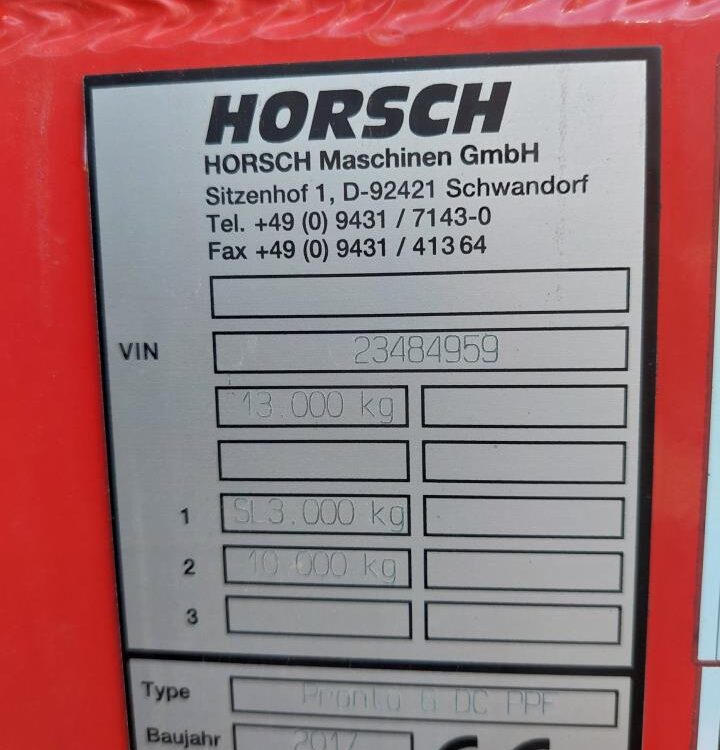 HORSCH
HORSCH Maschinen GmbH
Sitzenhof 1, D-92421 Schwandorf
Tel. +49 (0) 9431 / 7143-0
Fax +49 (0) 9431 / 41364
VIN 23484959
13.000 kg
1 SL3.000 kg
2 10.000 kg
3
Type Pronto 6 DC PPF
Baujahr 2017 CE